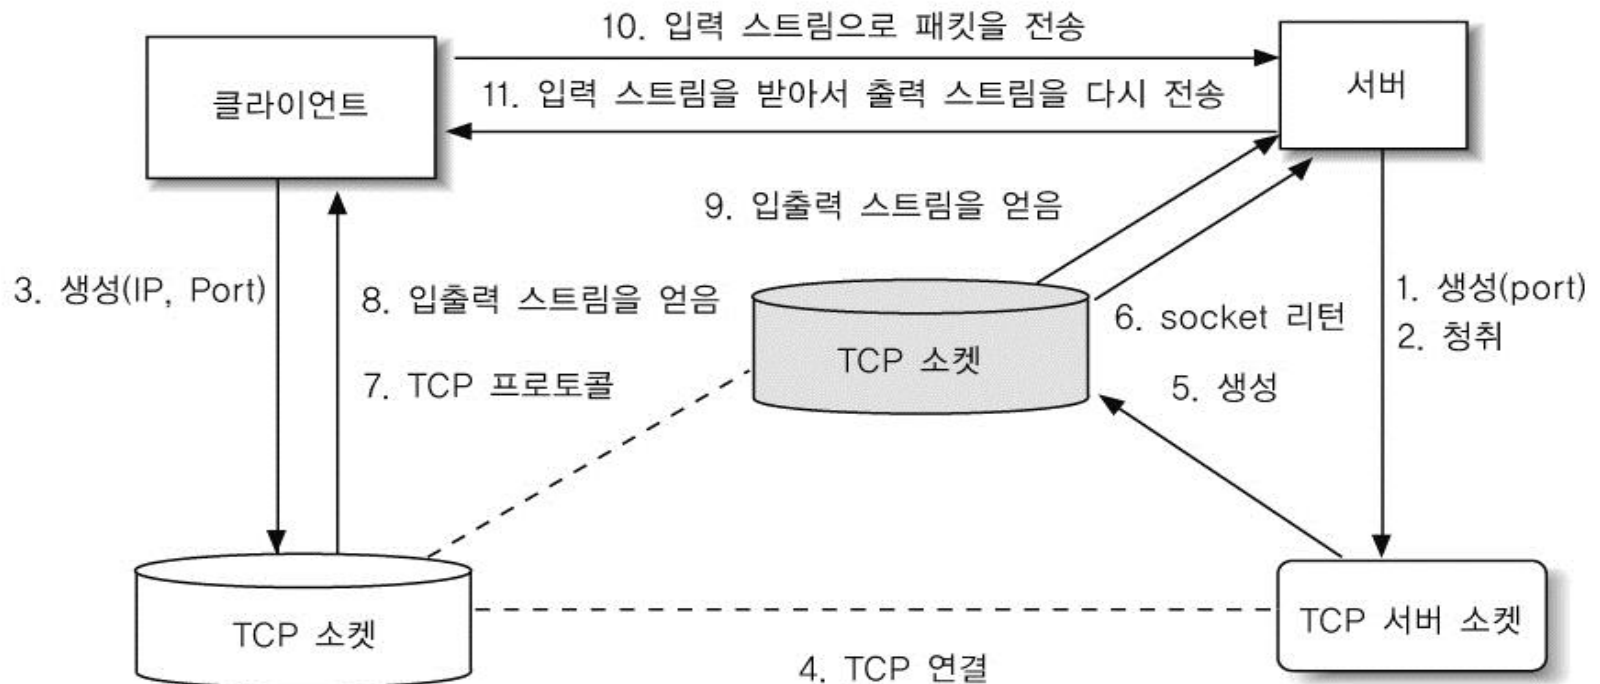 10. 입력 스트림으로 패킷을 전송
클라이언트
11. 입력 스트림을 받아서 출력 스트림을 다시 전송
서버
9. 입출력 스트림을 얻음
3. 생성(IP, Port)
8. 입출력 스트림을 얻음
1. 생성(port)
6. socket 리턴
2. 청취
TCP 소켓
7. TCP 프로토콜
5. 생성
TCP 소켓
TCP 서버 소켓
4. TCP 연결